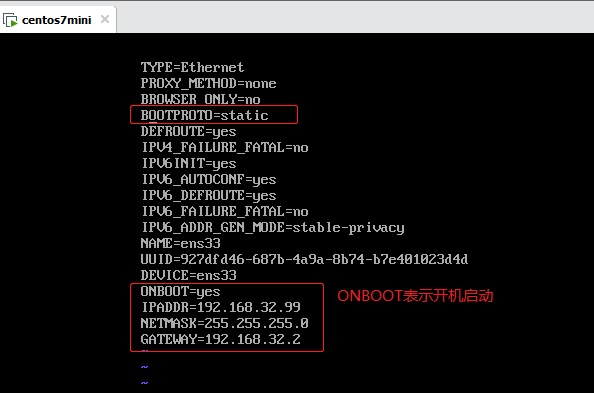 centos7mini
TYPE=Ethernet
PROXY_METHOD=none
BROWSER_ONLY=no
BOOTPROTO=static
DEFROUTE=yes
IPV4_FAILURE_FATAL=no
IPV6INIT=yes
IPV6_AUTOCONF=yes
IPV6_DEFROUTE=yes
IPV6_FAILURE_FATAL=no
IPV6_ADDR_GEN_MODE=stable-privacy
NAME=ens33
UUID=927dfd46-687b-4a9a-8b74-b7e401023d4d
DEVICE=ens33
ONBOOT=yes
ONBOOT表示开机启动
IPADDR=192.168.32.99
NETMASK=255.255.255.0
GATEWAY=192.168.32.2
~
~
~